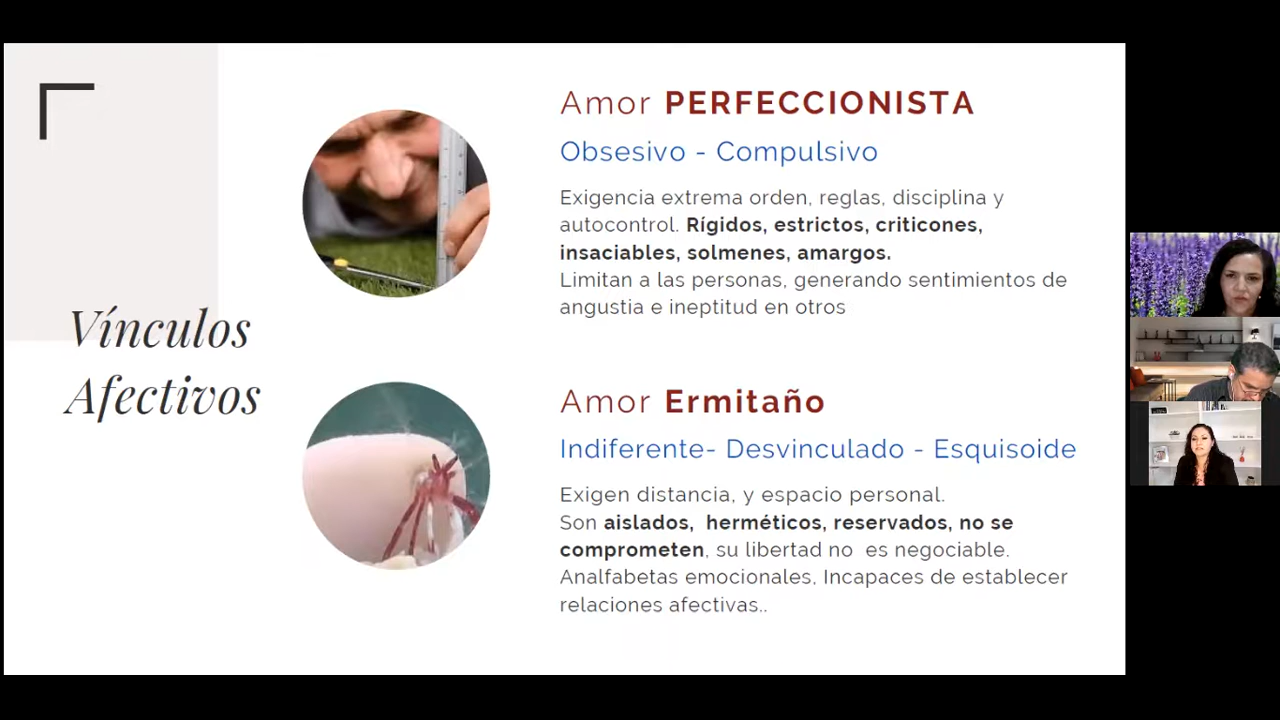 Vínculos
Afectivos
Amor PERFECCIONISTA
Obsesivo - Compulsivo
Exigencia extrema orden, reglas, disciplina y
autocontrol. Rígidos, estrictos, criticones,
insaciables, solmenes, amargos.
Limitan a las personas, generando sentimientos de
angustia e ineptitud en otros
Amor Ermitaño
Indiferente- Desvinculado - Esquisoide
Exigen distancia, y espacio personal.
Son aislados, herméticos, reservados, no se
comprometen, su libertad no es negociable.
Analfabetas emocionales, Incapaces de establecer
relaciones afectivas..